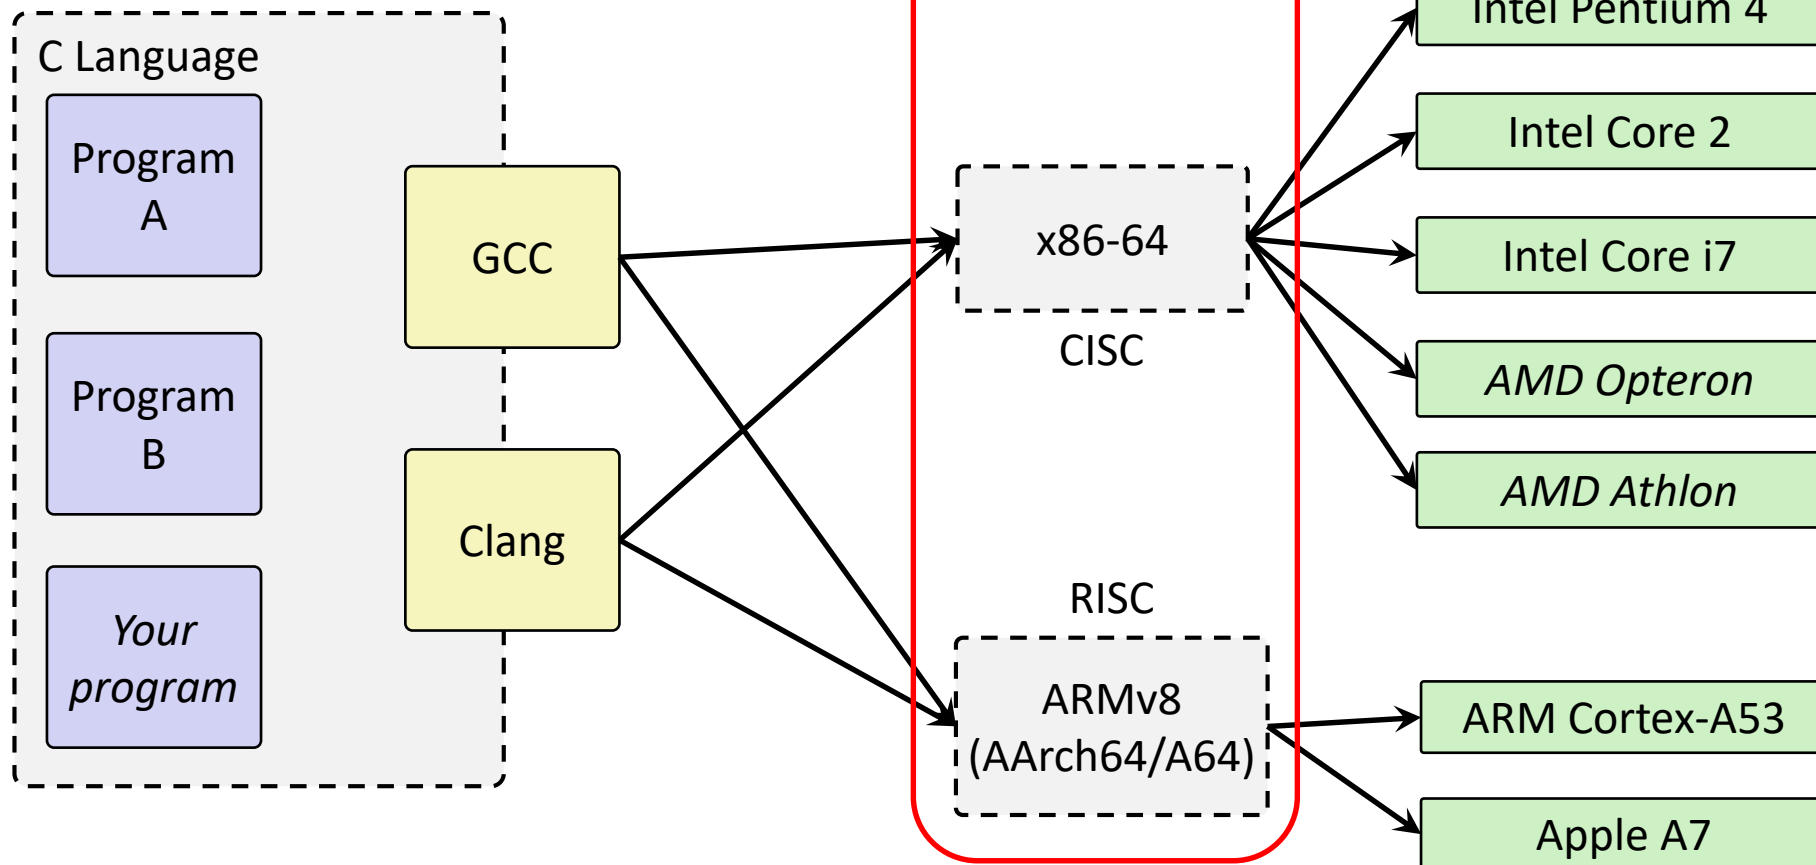 C Language
Program
A
Program
B
Your
program
GCC
Clang
x86-64
CISC
RISC
ARMv8
(AArch64/A64)
Intel Pentium 4
Intel Core 2
Intel Core i7
AMD Opteron
AMD Athlon
ARM Cortex-A53
Apple A7